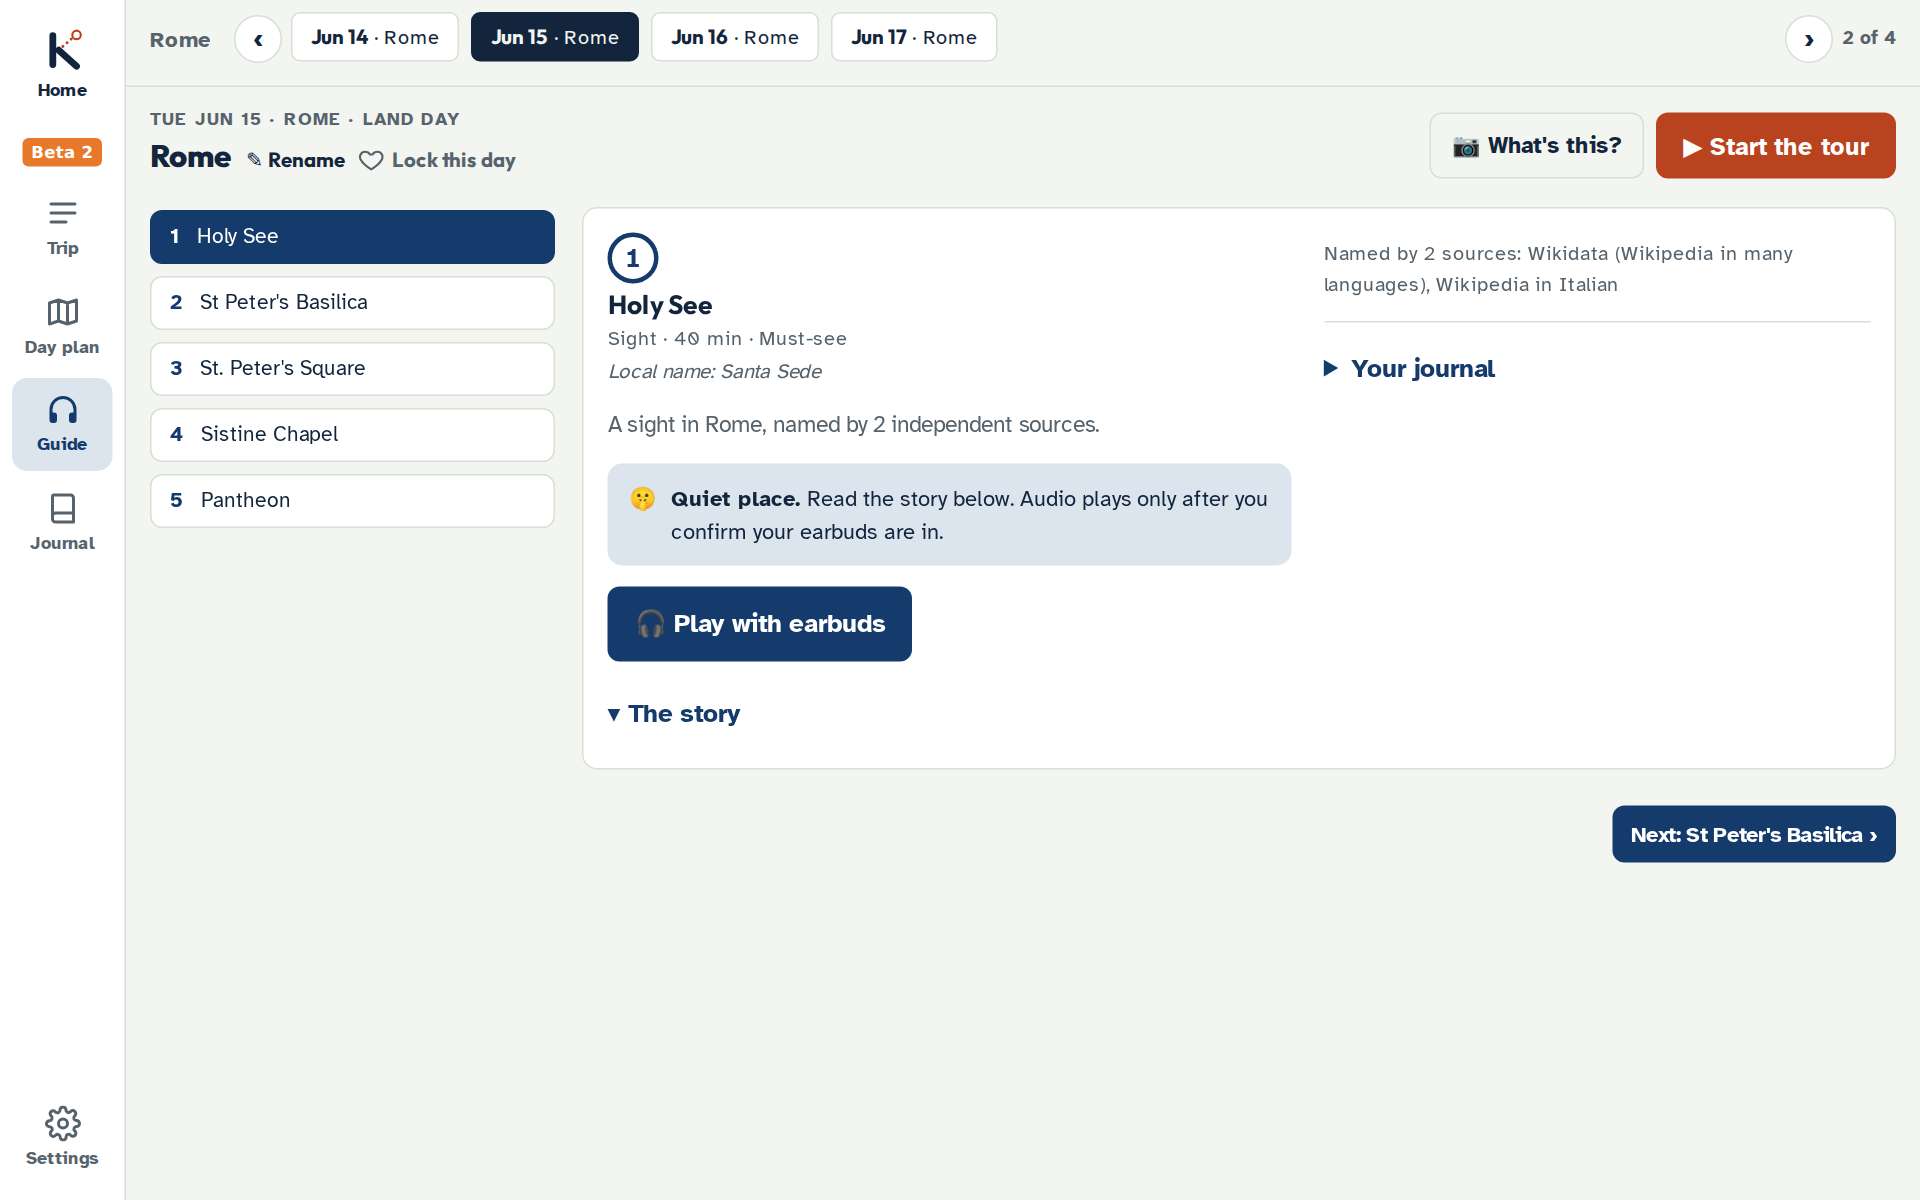 Home
Beta 2
Trip
Day plan
Guide
Journal
Settings
Rome
‹
Jun 14 · Rome
Jun 15 · Rome
Jun 16 · Rome
Jun 17 · Rome
›
2 of 4
TUE JUN 15 · ROME · LAND DAY
Rome
✎ Rename
Lock this day
📷 What's this?
▶ Start the tour
1 Holy See
2 St Peter's Basilica
3 St. Peter's Square
4 Sistine Chapel
5 Pantheon
1
Holy See
Sight · 40 min · Must-see
Local name: Santa Sede
A sight in Rome, named by 2 independent sources.
🤫 Quiet place. Read the story below. Audio plays only after you
confirm your earbuds are in.
🎧 Play with earbuds
▾ The story
Named by 2 sources: Wikidata (Wikipedia in many
languages), Wikipedia in Italian
▶ Your journal
Next: St Peter's Basilica ›